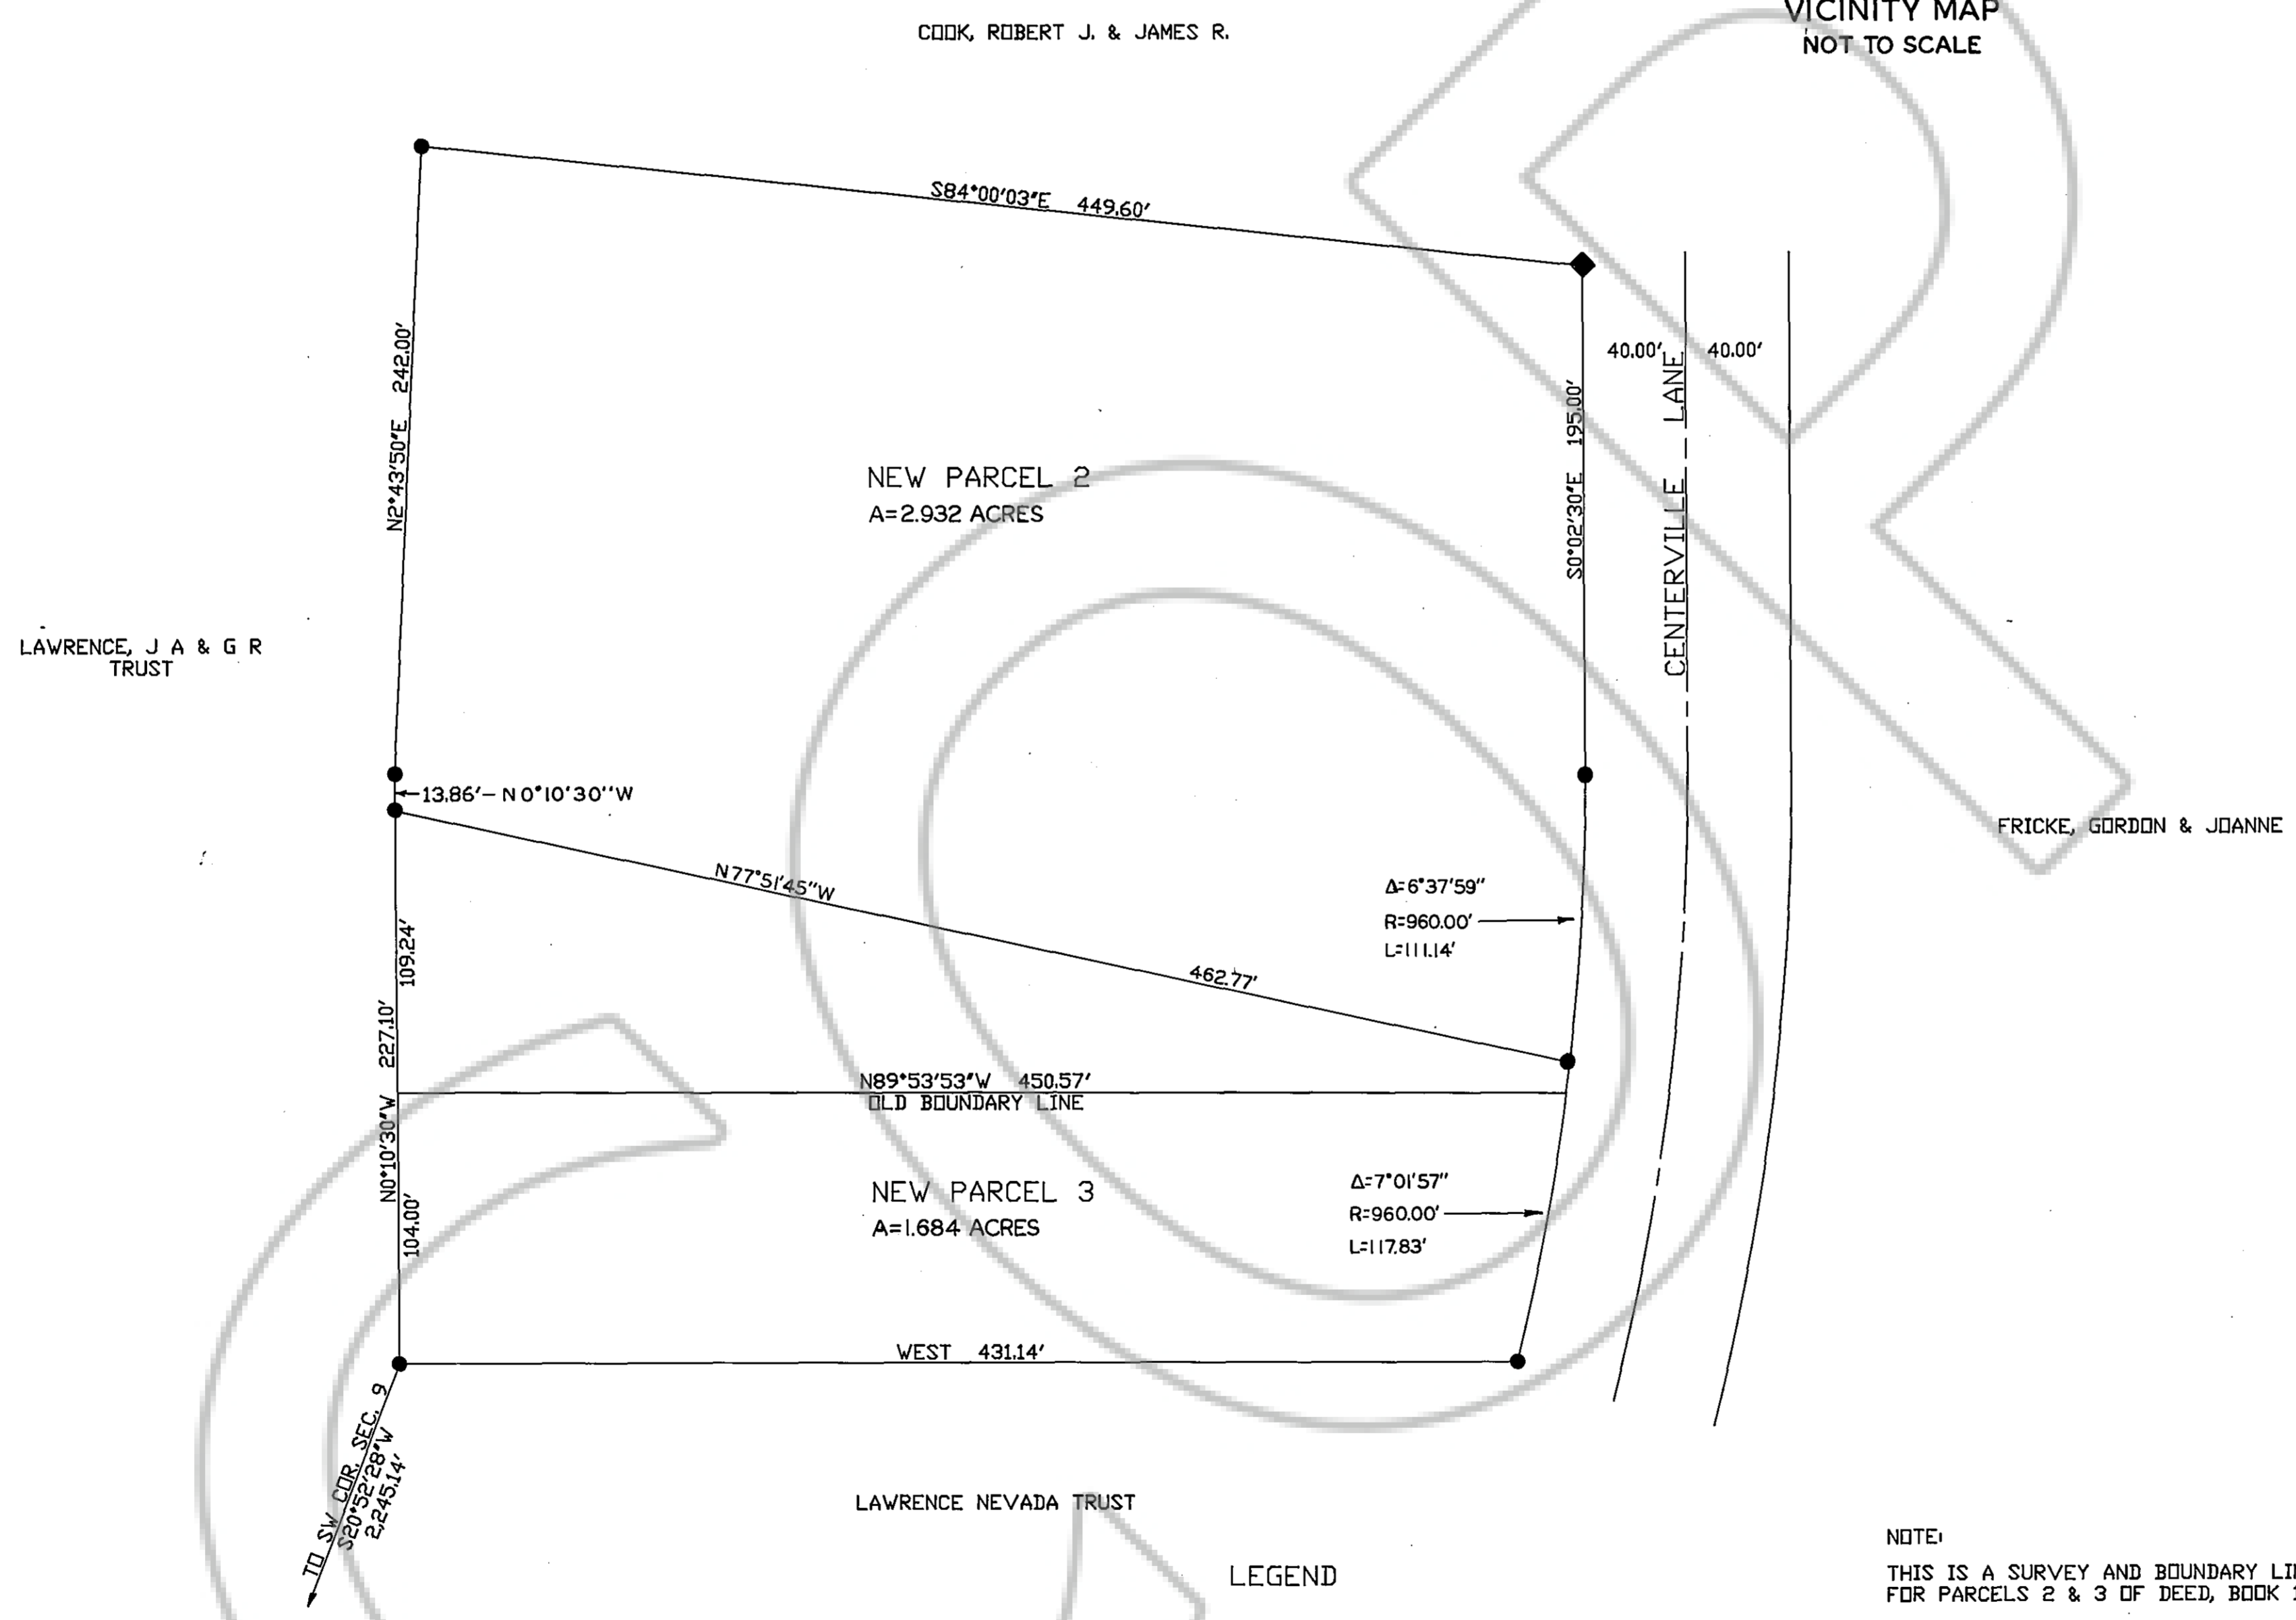 COOK, ROBERT J. & JAMES R.
VICINITY MAP
NOT TO SCALE
S84°00'03"E 449.60'
N2°43'50"E 242.00'
40.00'
40.00'
CENTERVILLE LANE
S0°02'30"E 195.00'
NEW PARCEL 2
A=2.932 ACRES
LAWRENCE, J A & G R
TRUST
13.86'- N0°10'30"W
FRICKE, GORDON & JOANNE
N77°51'45"W
462.77'
Δ=6°37'59"
R=960.00'
L=111.14'
109.24'
227.10'
N0°10'30"W
104.00'
N89°53'53"W 450.57'
OLD BOUNDARY LINE
NEW PARCEL 3
A=1.684 ACRES
Δ=7°01'57"
R=960.00'
L=117.83'
WEST 431.14'
TO SW COR. SEC. 9
S20°52'28"W
2,245.14'
LAWRENCE NEVADA TRUST
LEGEND
NOTE:
THIS IS A SURVEY AND BOUNDARY
FOR PARCELS 2 & 3 OF DEED, BOOK